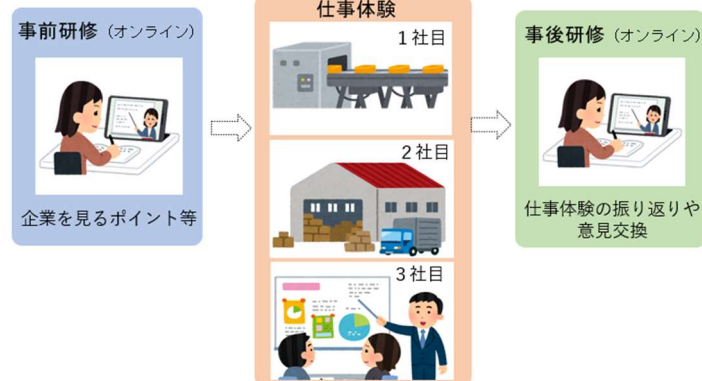 事前研修（オンライン）
企業を見るポイント等
仕事体験
1社目
2社目
3社目
事後研修（オンライン）
仕事体験の振り返りや
意見交換